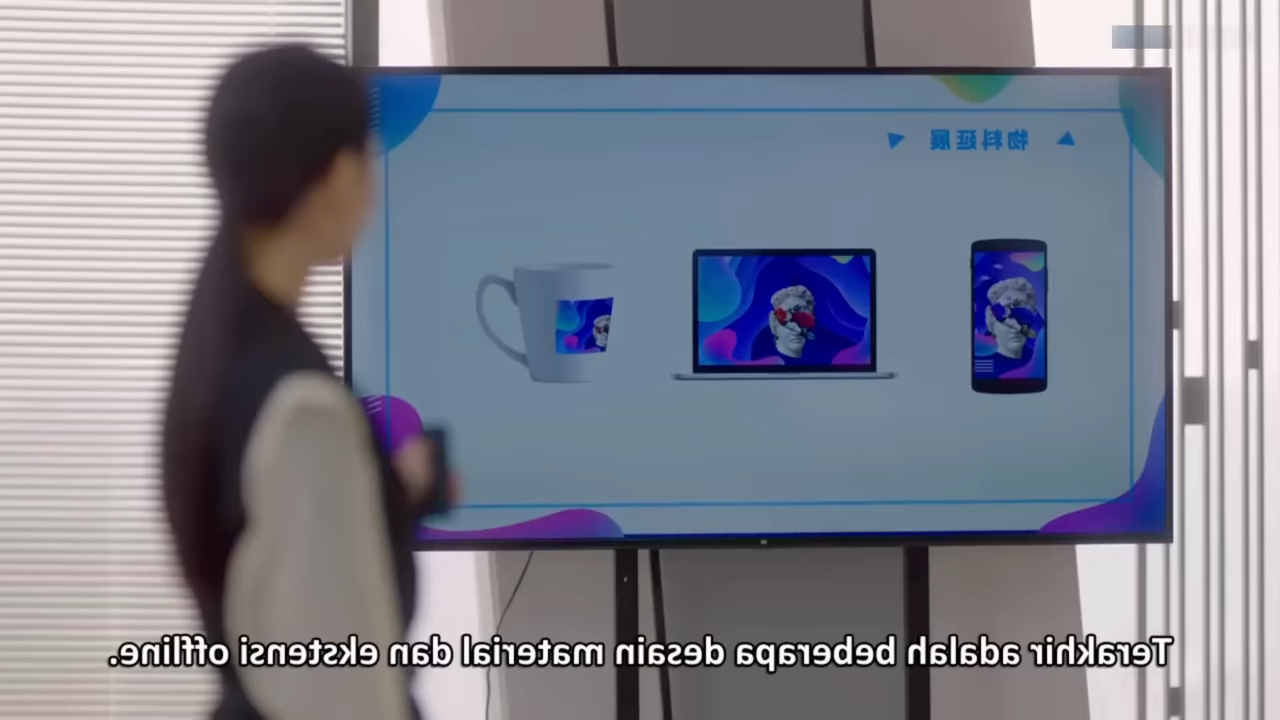 物料延展
Terakhir adalah beberapa desain material dan ekstensi offline.